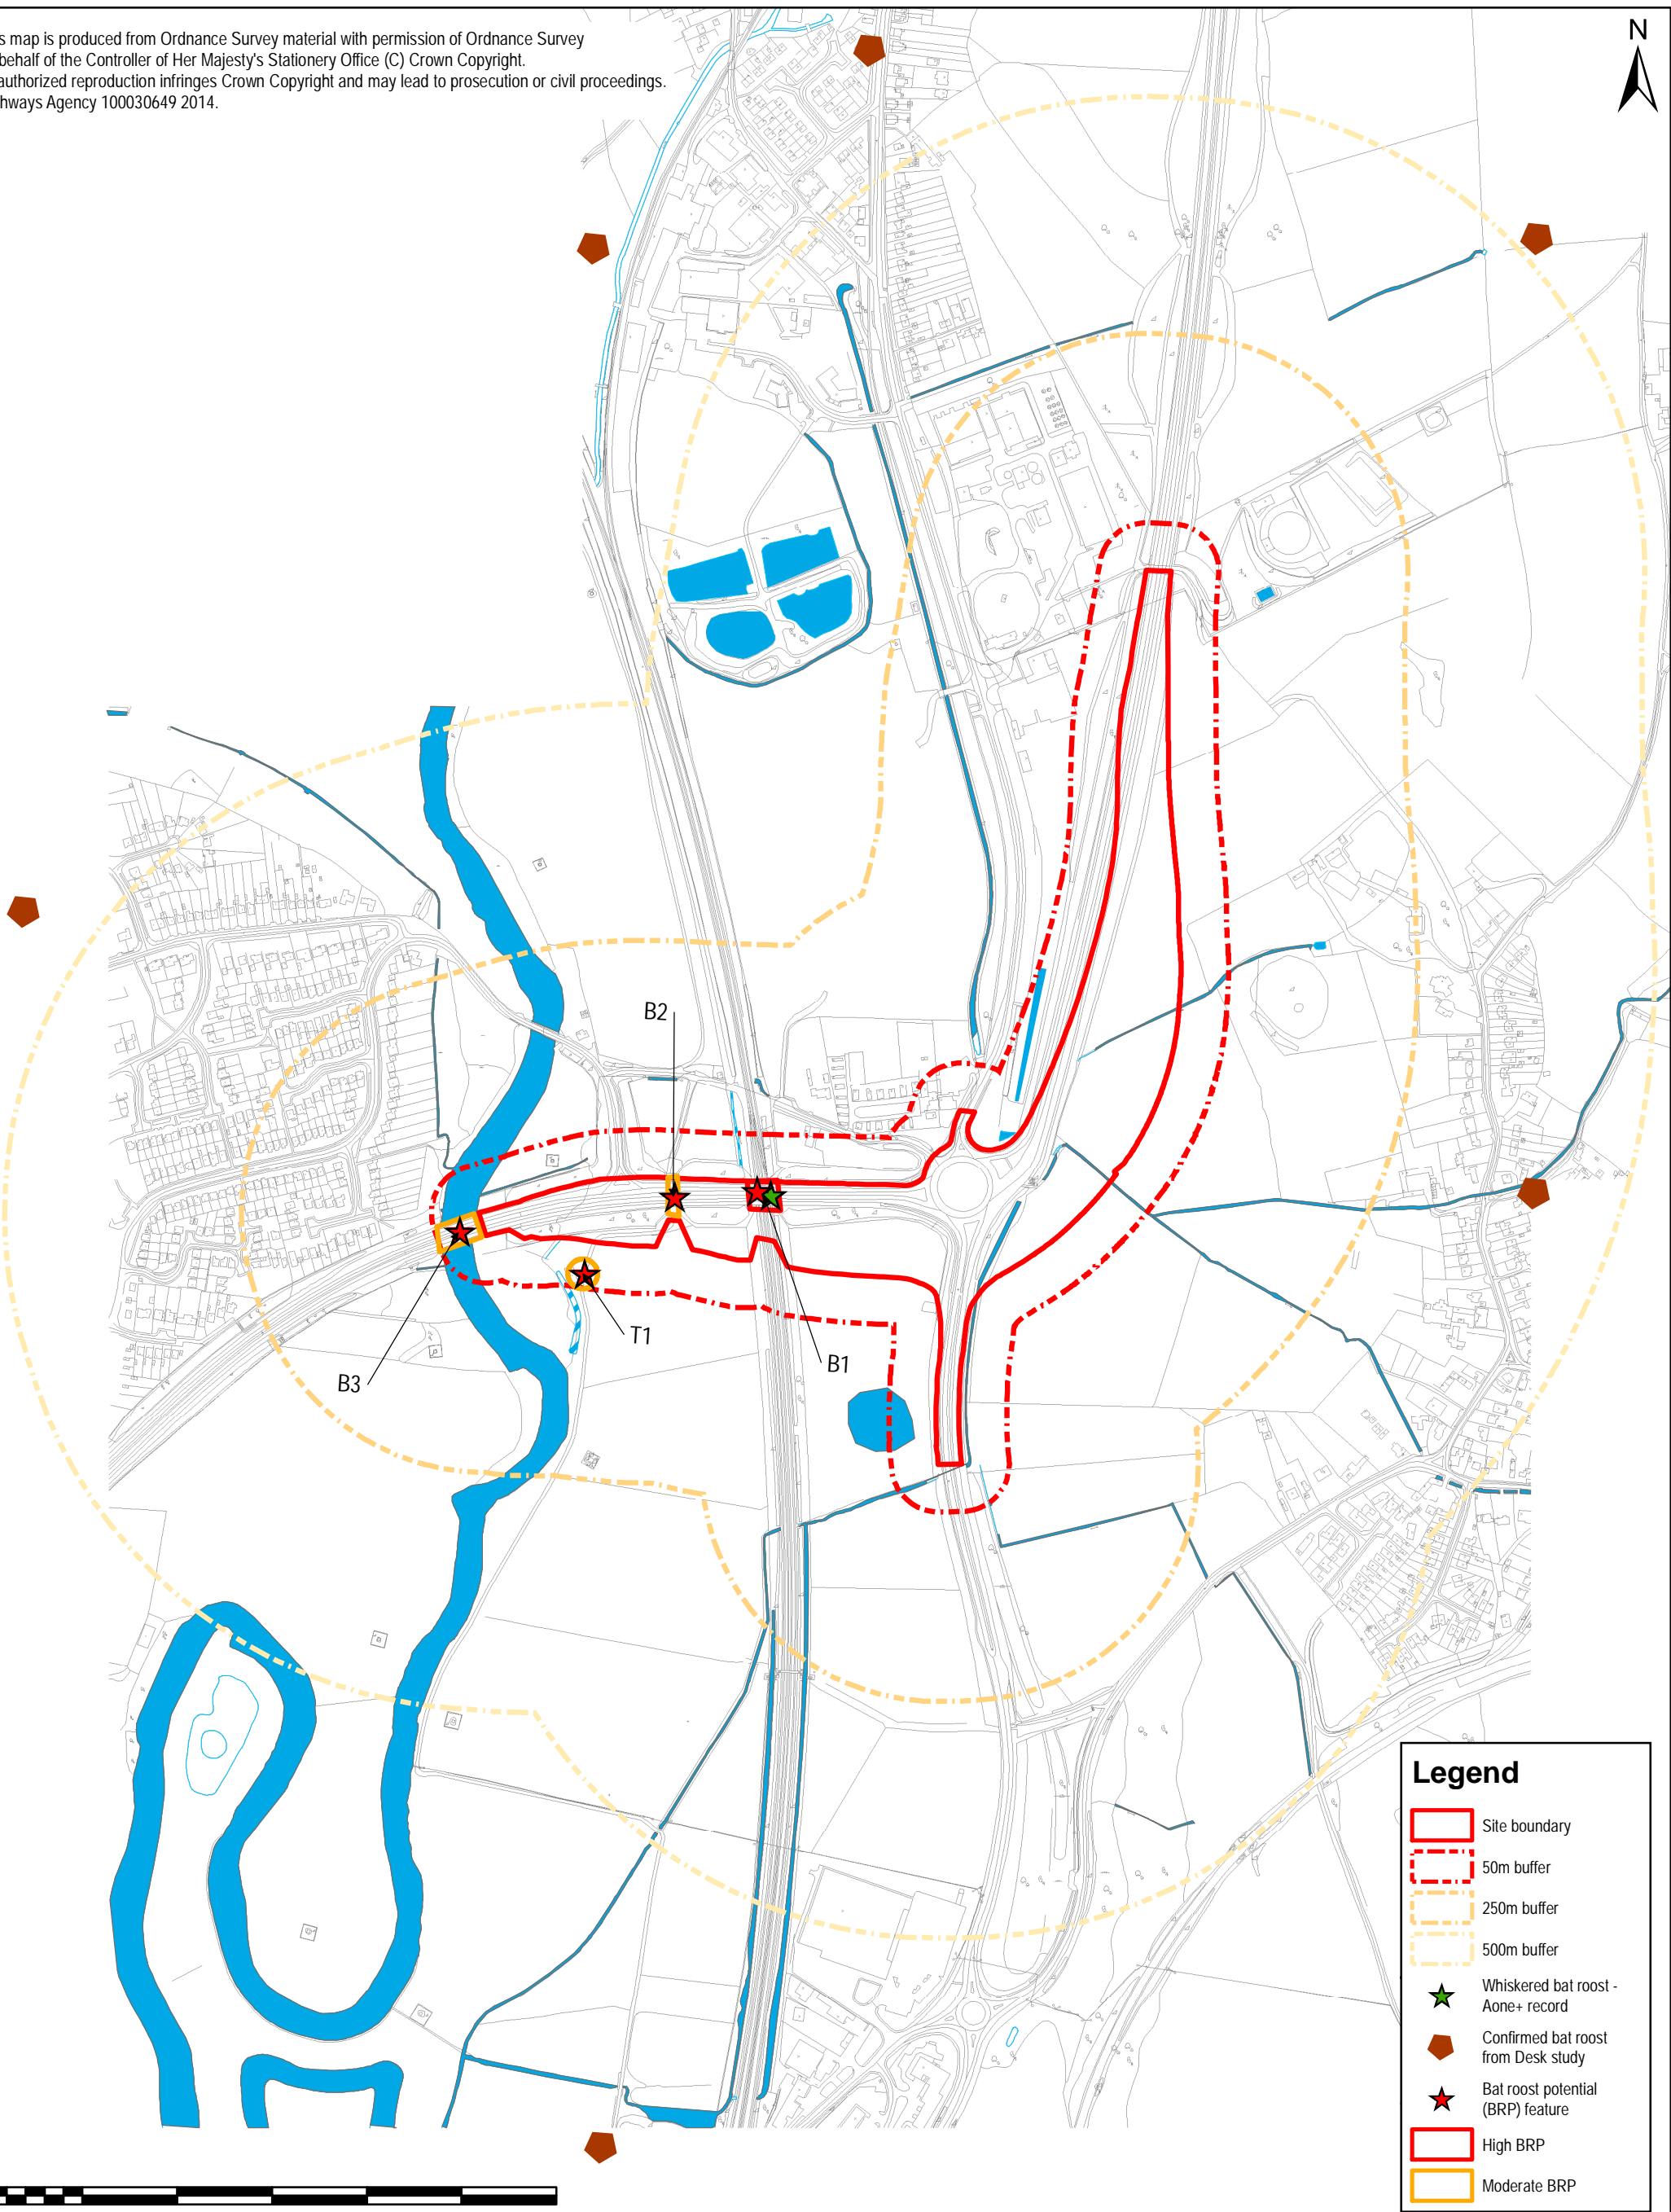 s map is produced from Ordnance Survey material with permission of Ordnance Survey
behalf of the Controller of Her Majesty's Stationery Office (C) Crown Copyright.
authorized reproduction infringes Crown Copyright and may lead to prosecution or civil proceedings.
hways Agency 100030649 2014.
N
B2
T1
B1
B3
Legend
Site boundary
50m buffer
250m buffer
500m buffer
Whiskered bat roost -
Aone+ record
Confirmed bat roost
from Desk study
Bat roost potential
(BRP) feature
High BRP
Moderate BRP